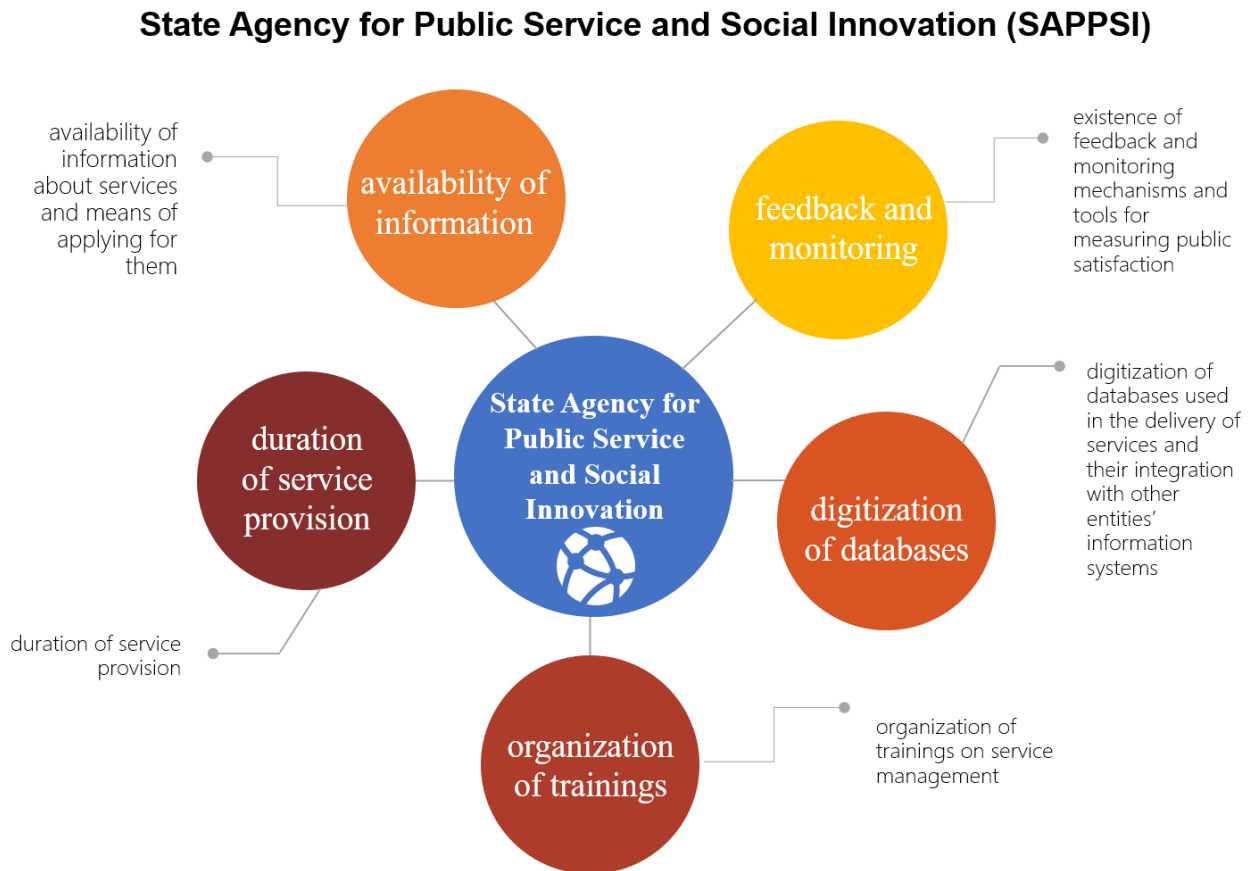 State Agency for Public Service and Social Innovation (SAPPSI)
availability of
information
about services
and means of
applying for
them
availability of
information
feedback and
monitoring
existence of
feedback and
monitoring
mechanisms and
tools for
measuring public
satisfaction
duration
of service
provision
State Agency for
Public Service
and Social
Innovation
digitization
of databases
digitization of
databases used
in the delivery of
services and
their integration
with other
entities’
information
systems
duration of service
provision
organization
of trainings
organization of
trainings on service
management